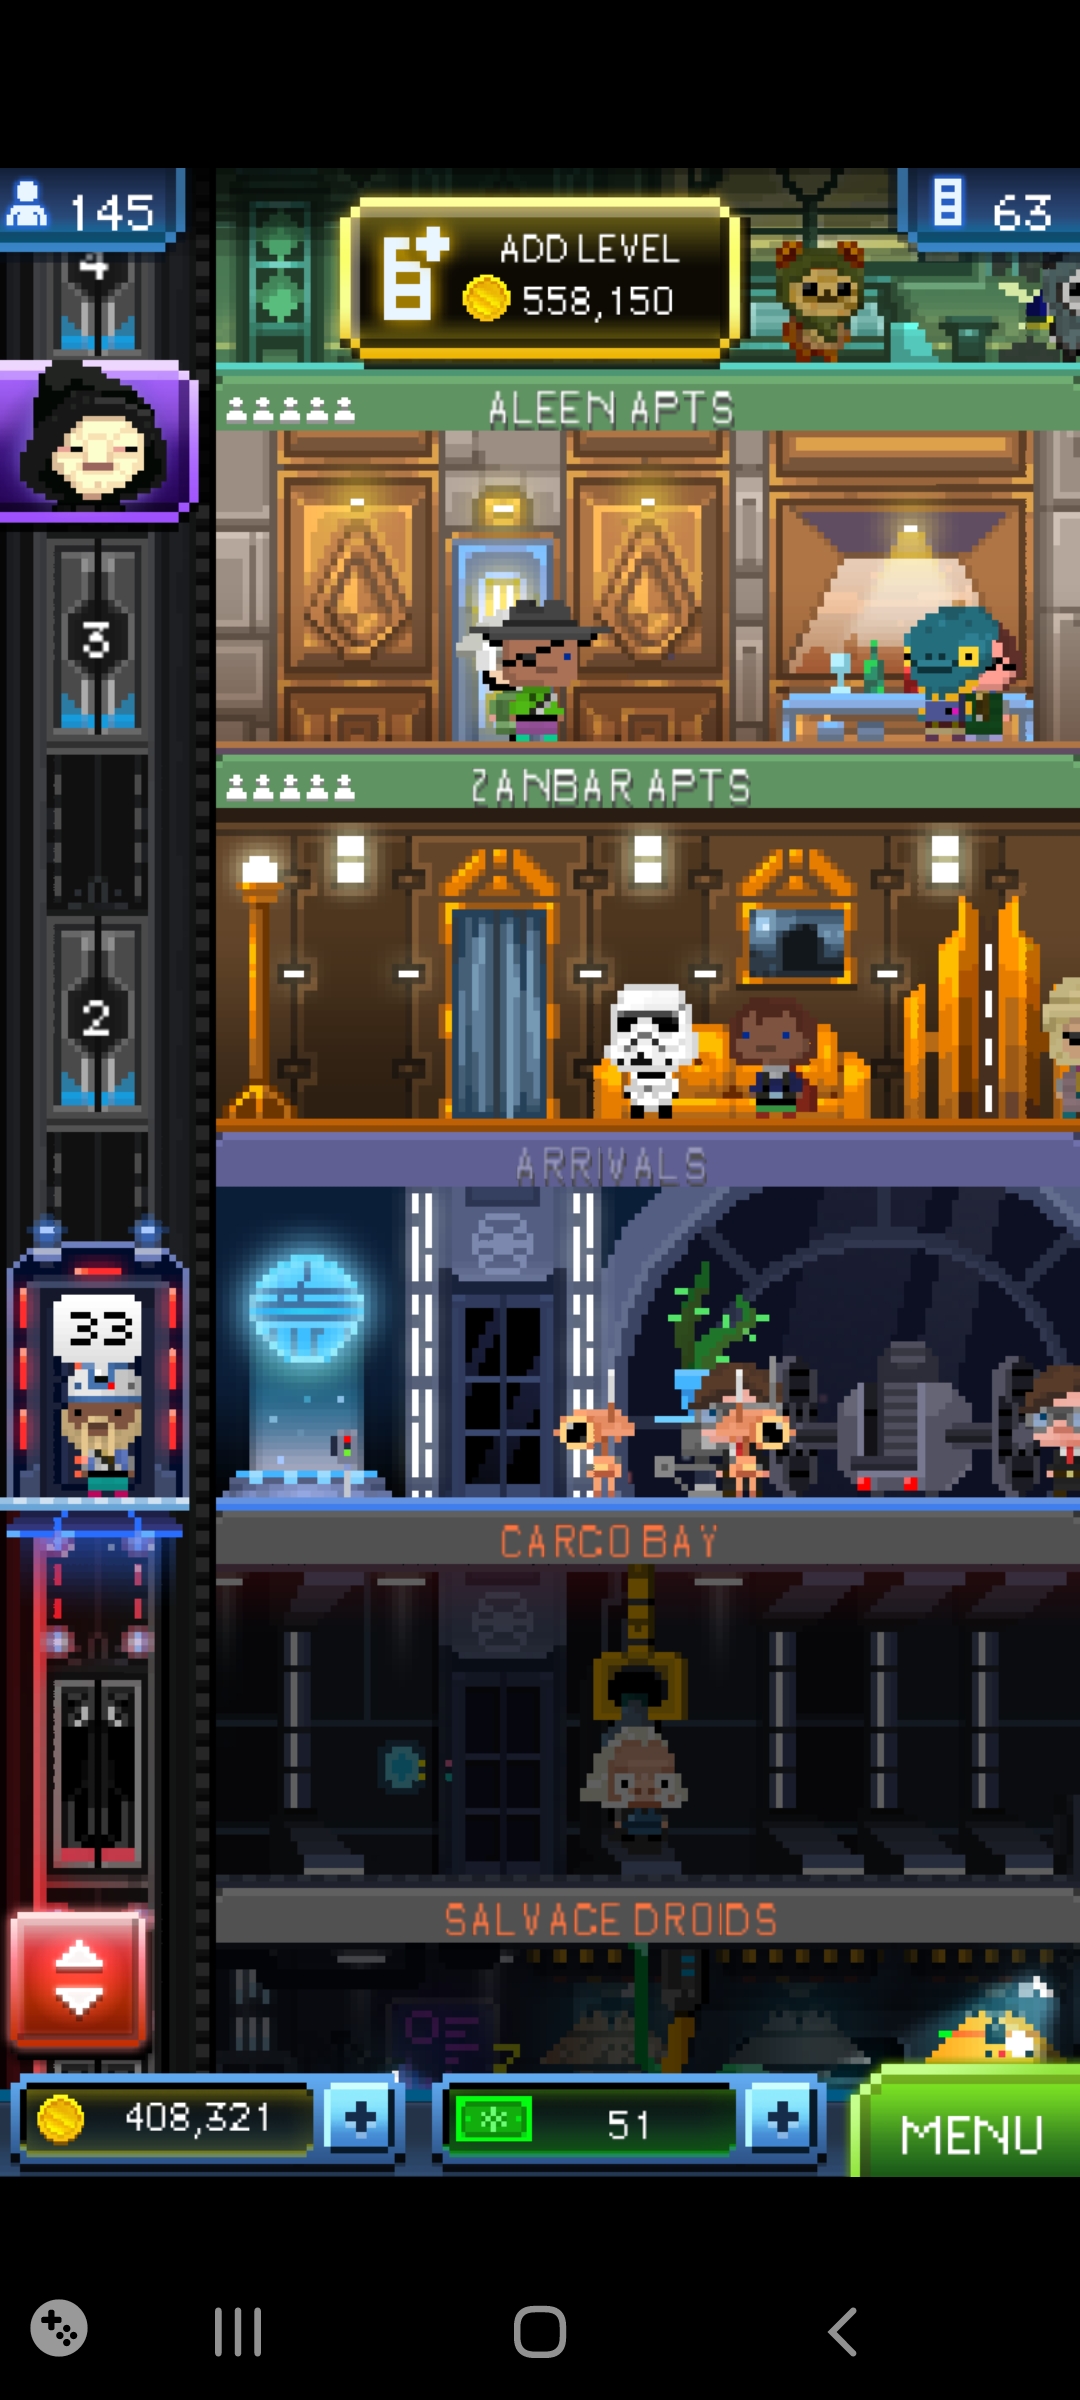 145
63
ADD LEVEL
558,150
4
ALEEN APTS
3
ZANBAR APTS
2
ARRIVALS
33
CARGO BAY
SALVAGE DROIDS
408,321
51
MENU